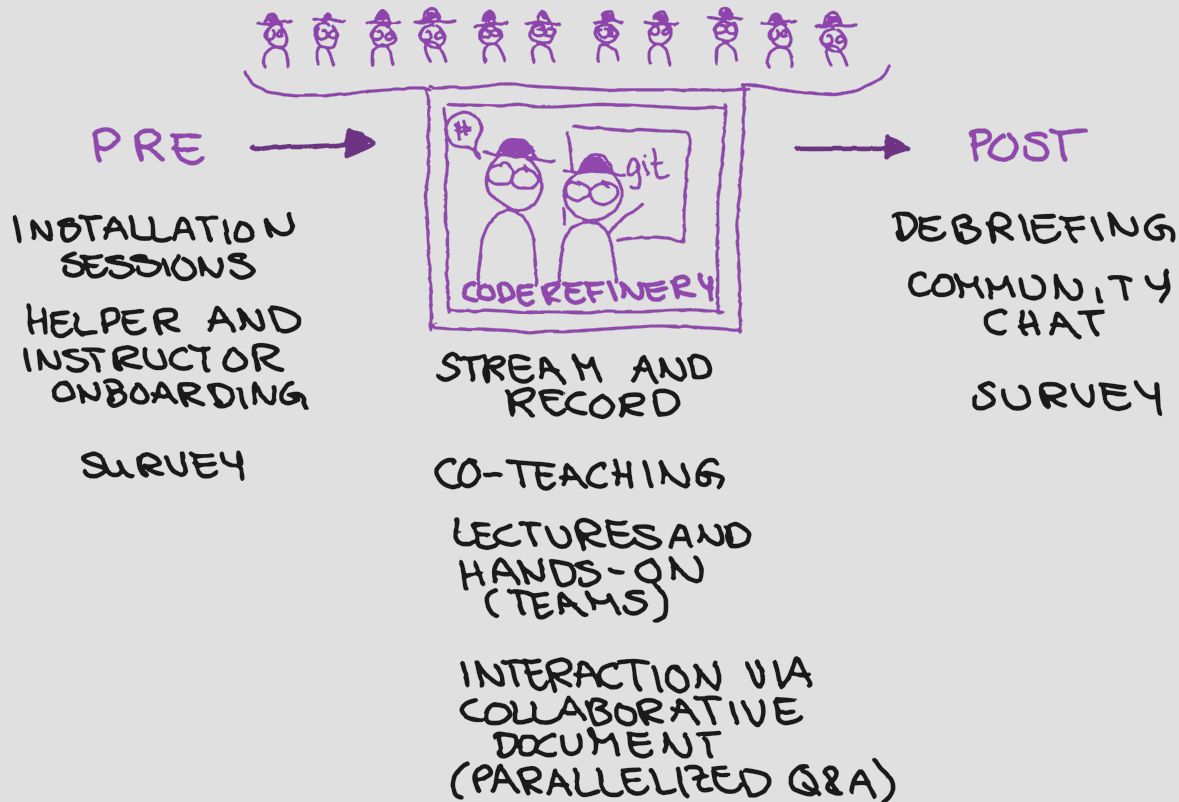 PRE
INSTALLATION
SESSIONS
HELPER AND
INSTRUCTOR
ONBOARDING
SURVEY
#
git
CODEREFINERY
STREAM AND
RECORD
CO-TEACHING
LECTURES AND
HANDS-ON
(TEAMS)
INTERACTION VIA
COLLABORATIVE
DOCUMENT
(PARALLELIZED Q&A)
POST
DEBRIEFING
COMMUNITY
CHAT
SURVEY